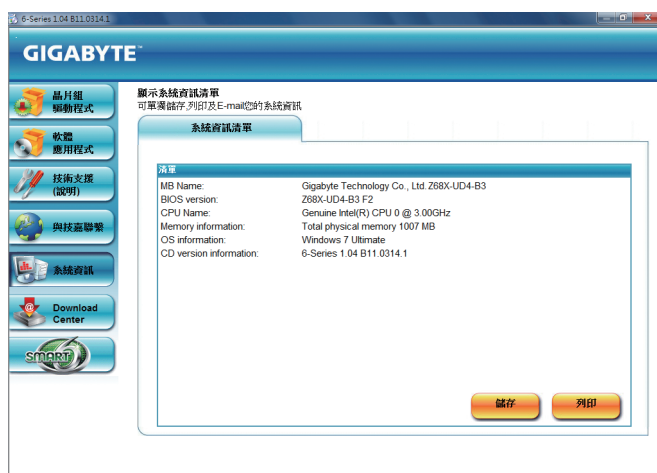 6-Series 1.04 B11.0314.1
GIGABYTE™
晶片組
驅動程式
軟體
應用程式
技術支援
(說明)
與技嘉聯繫
系統資訊
Download
Center
SMART6
顯示系統資訊清單
可單獨儲存,列印及E-mail您的系統資訊
系統資訊清單
清單
MB Name: Gigabyte Technology Co., Ltd. Z68X-UD4-B3
BIOS version: Z68X-UD4-B3 F2
CPU Name: Genuine Intel(R) CPU 0 @ 3.00GHz
Memory information: Total physical memory 1007 MB
OS information: Windows 7 Ultimate
CD version information: 6-Series 1.04 B11.0314.1
儲存 列印